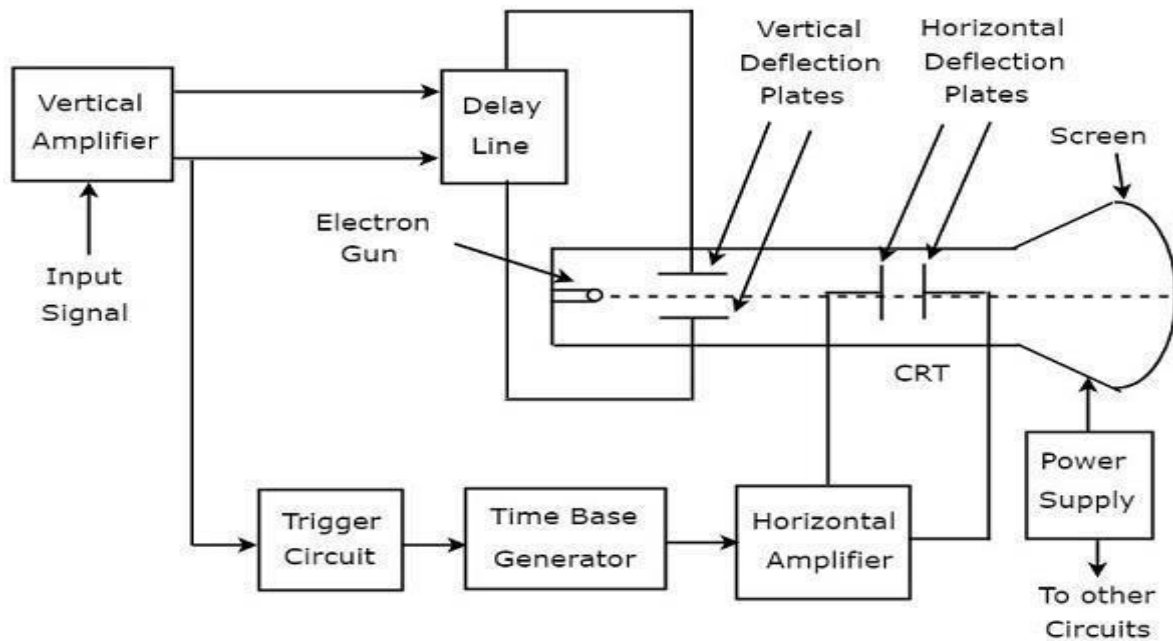 Vertical
Amplifier
Input
Signal
Delay
Line
Vertical
Deflection
Plates
Horizontal
Deflection
Plates
Screen
Electron
Gun
CRT
Trigger
Circuit
Time Base
Generator
Horizontal
Amplifier
Power
Supply
To other
Circuits